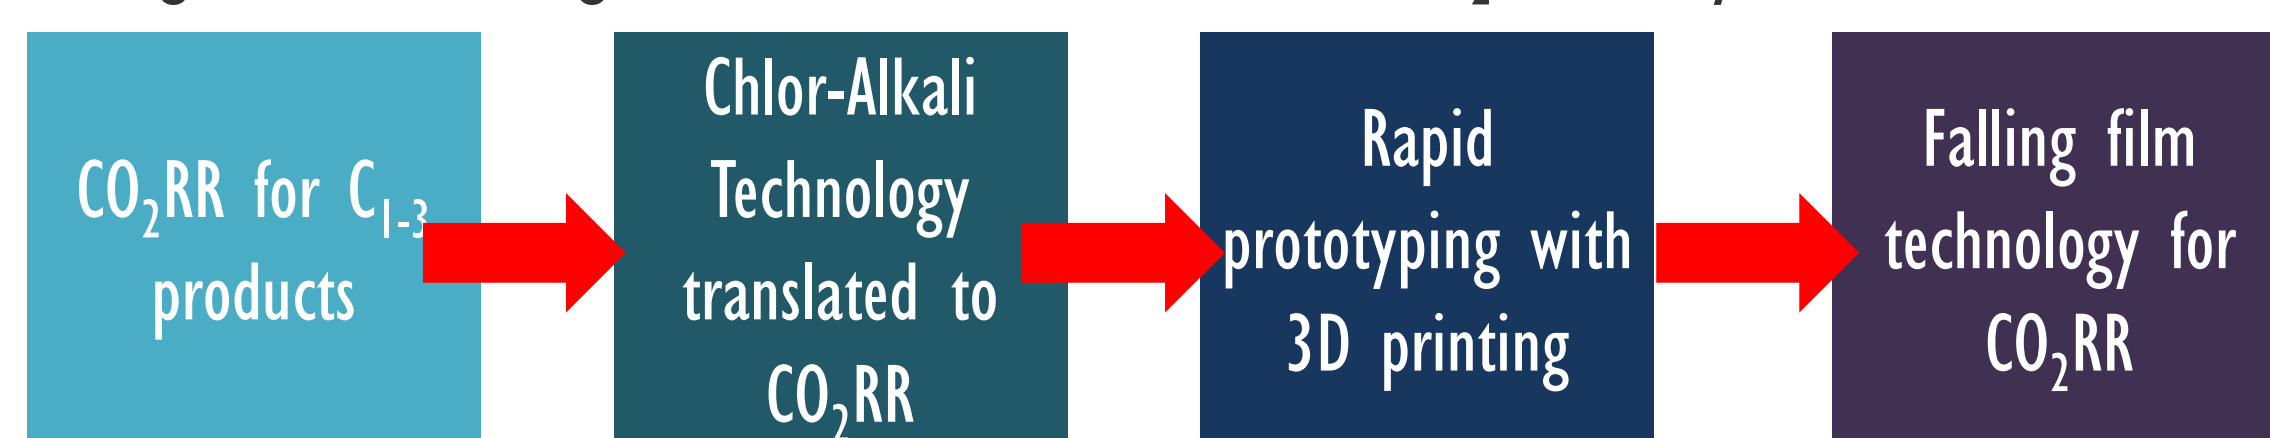 CO₂RR for C₁₋₃
products
Chlor-Alkali
Technology
translated to
CO₂RR
Rapid
prototyping with
3D printing
Falling film
technology for
CO₂RR